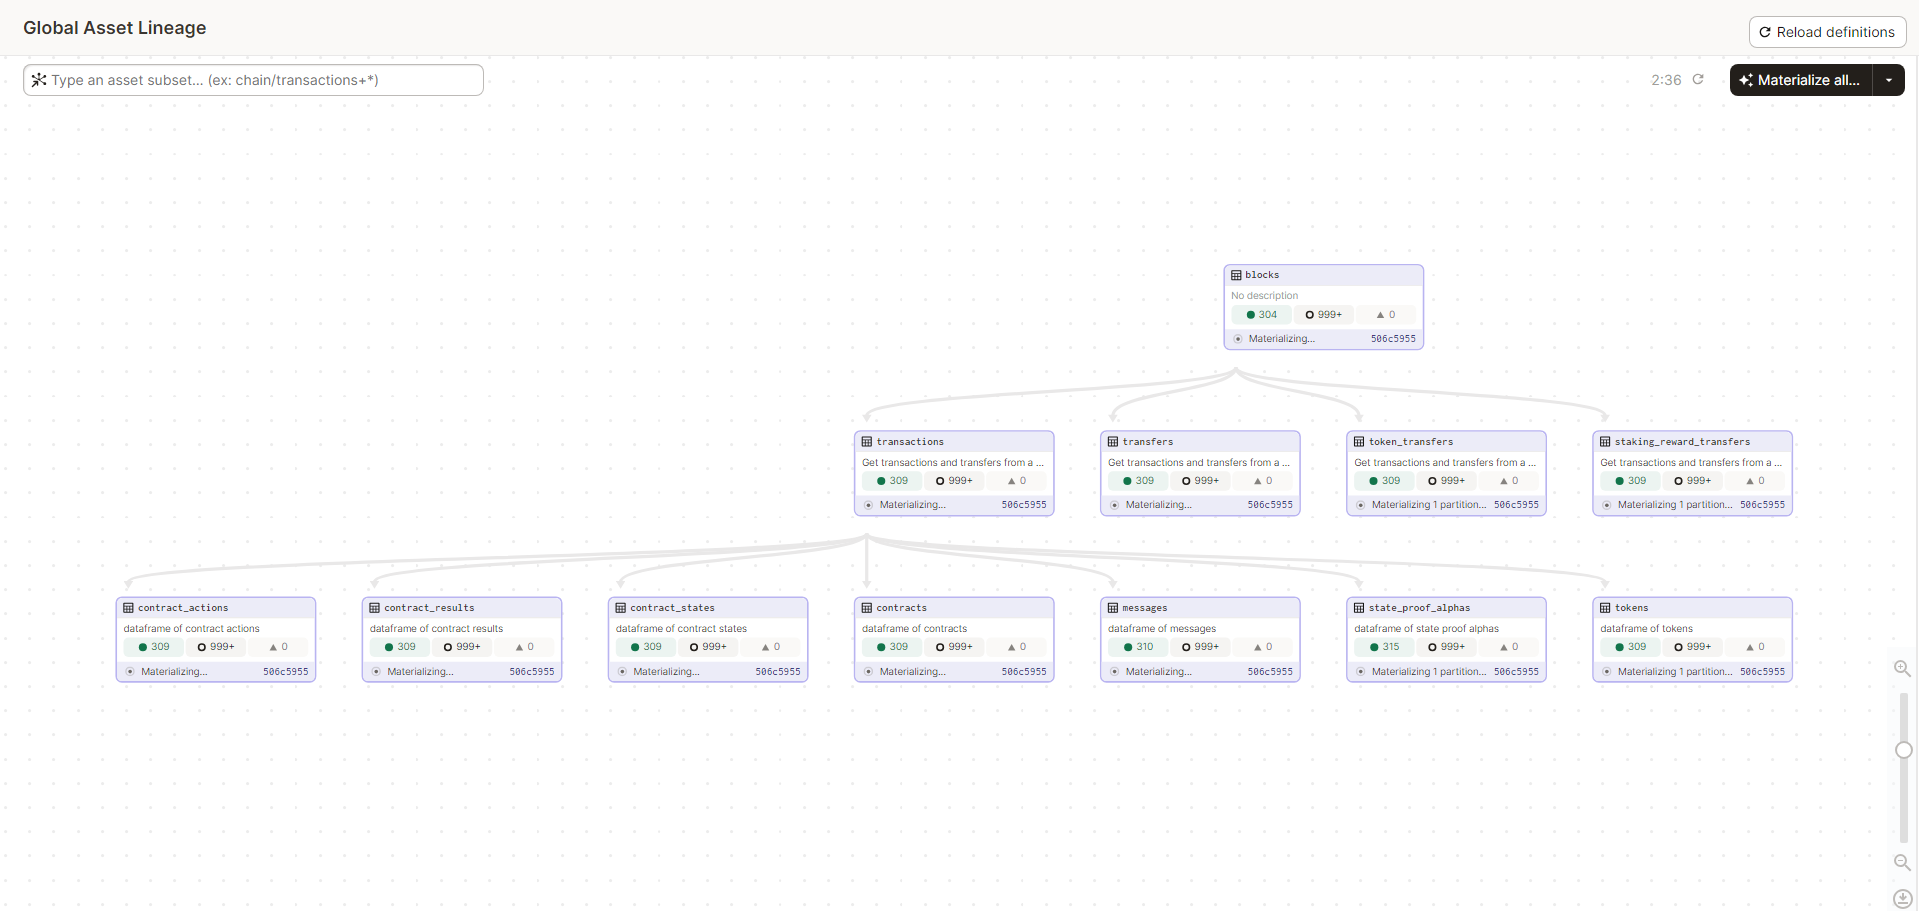 Global Asset Lineage
Reload definitions
Type an asset subset… (ex: chain/transactions+*)
2:36
Materialize all…
blocks
No description
304 999+ 0
Materializing... 506c5955
transactions
Get transactions and transfers from a …
309 999+ 0
Materializing... 506c5955
transfers
Get transactions and transfers from a …
309 999+ 0
Materializing... 506c5955
token_transfers
Get transactions and transfers from a …
309 999+ 0
Materializing 1 partition... 506c5955
staking_reward_transfers
Get transactions and transfers from a …
309 999+ 0
Materializing 1 partition... 506c5955
contract_actions
dataframe of contract actions
309 999+ 0
Materializing... 506c5955
contract_results
dataframe of contract results
309 999+ 0
Materializing... 506c5955
contract_states
dataframe of contract states
309 999+ 0
Materializing... 506c5955
contracts
dataframe of contracts
309 999+ 0
Materializing... 506c5955
messages
dataframe of messages
310 999+ 0
Materializing... 506c5955
state_proof_alphas
dataframe of state proof alphas
315 999+ 0
Materializing 1 partition... 506c5955
tokens
dataframe of tokens
309 999+ 0
Materializing 1 partition... 506c5955